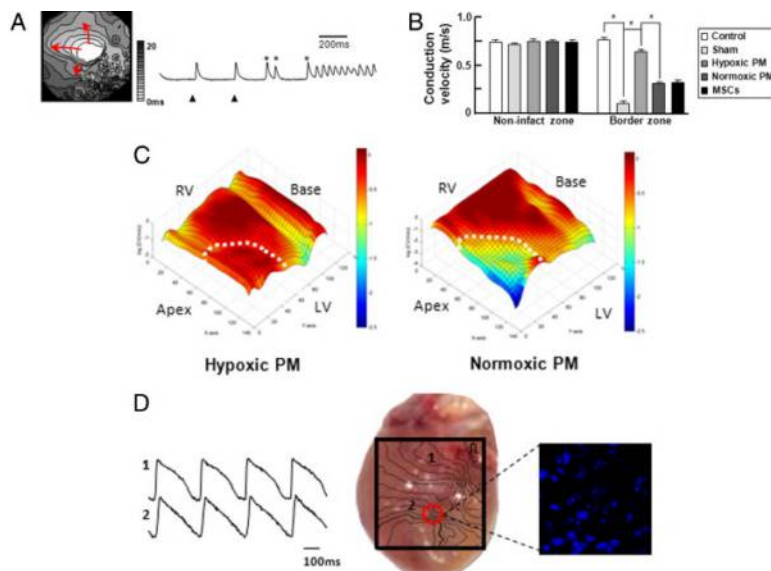 A
20
0ms
200ms
* * *
B
Conduction
velocity (m/s)
1.0
0.5
0
* * *
Non-infact zone
Border zone
Control
Sham
Hypoxic PM
Normoxic PM
MSCs
C
RV
Base
Apex
LV
Hypoxic PM
RV
Base
Apex
LV
Normoxic PM
D
1
2
100ms
1
2